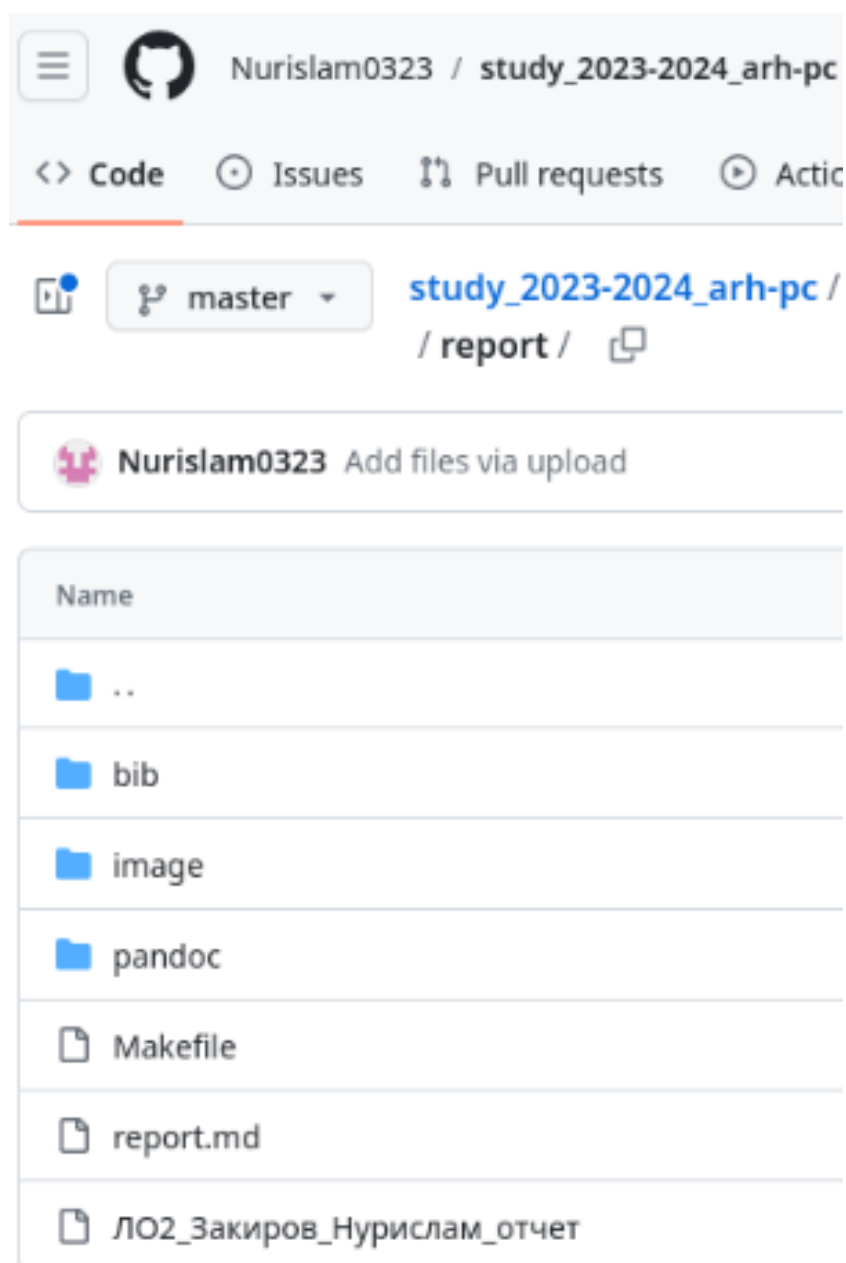 Nurislam0323 / study_2023-2024_arh-pc
Code Issues Pull requests Actic
master study_2023-2024_arh-pc /
/ report /
Nurislam0323 Add files via upload
Name
..
bib
image
pandoc
Makefile
report.md
ЛО2_Закиров_Нурислам_отчет